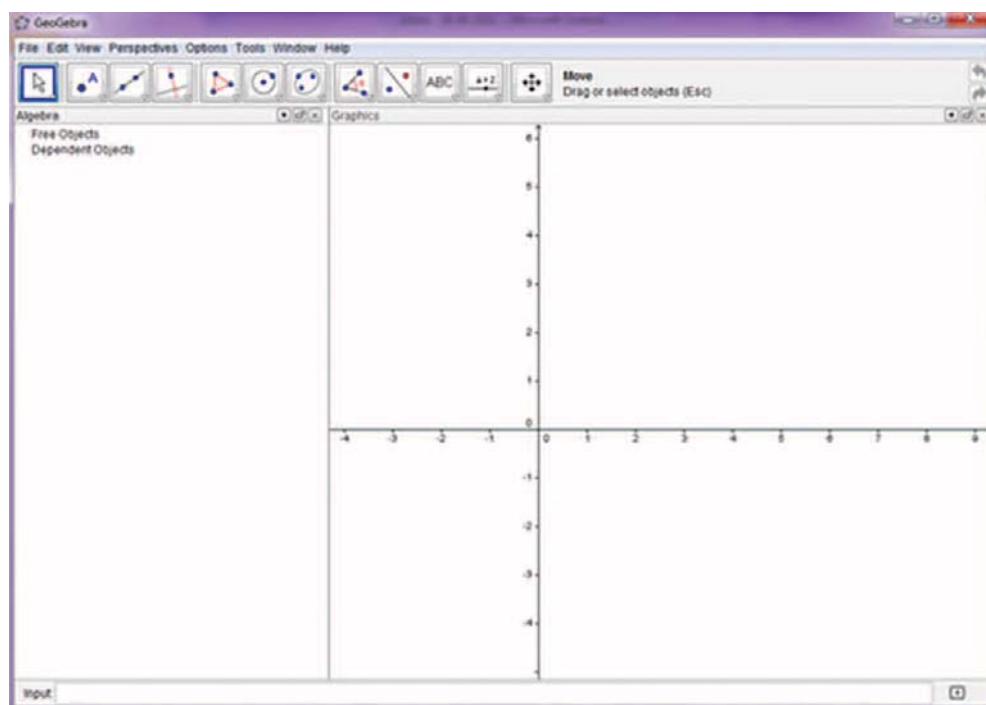 GeoGebra
File Edit View Perspectives Options Tools Window Help
A
ABC
a=2
Move
Drag or select objects (Esc)
Algebra
Graphics
Free Objects
Dependent Objects
6
5
4
3
2
1
0
-4 -3 -2 -1 0 1 2 3 4 5 6 7 8 9
-1
-2
-3
-4
Input